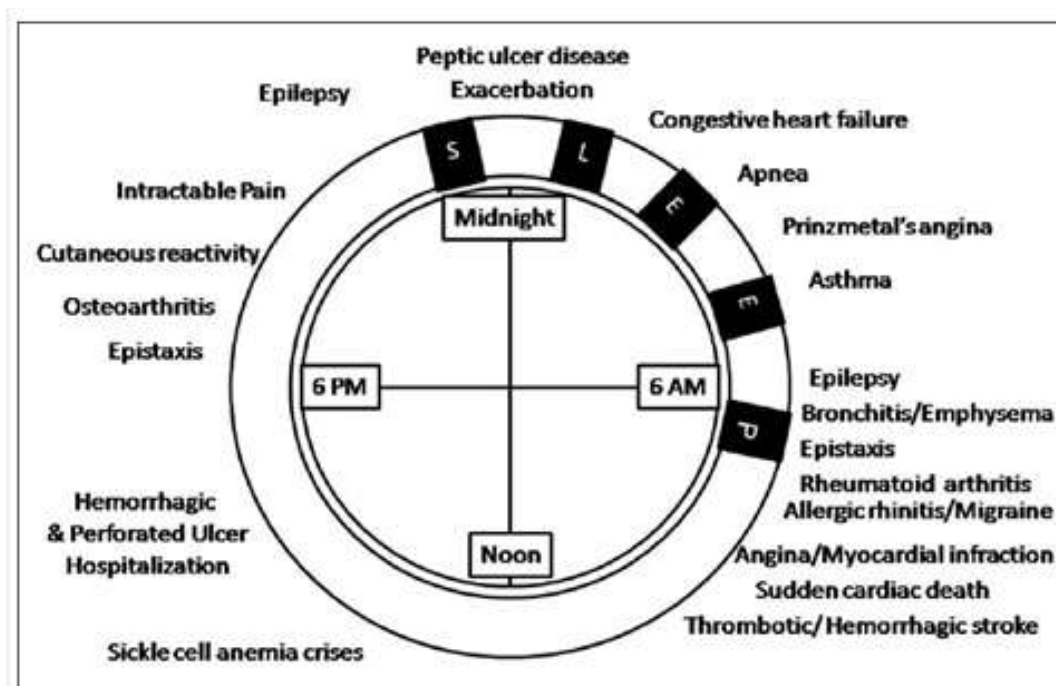 Peptic ulcer disease
Exacerbation
Epilepsy
Congestive heart failure
S
L
E
E
P
Apnea
Intractable Pain
Midnight
Prinzmetal's angina
Cutaneous reactivity
Asthma
Osteoarthritis
Epistaxis
6 PM
6 AM
Epilepsy
Bronchitis/Emphysema
Epistaxis
Rheumatoid arthritis
Allergic rhinitis/Migraine
Hemorrhagic
& Perforated Ulcer
Hospitalization
Noon
Angina/Myocardial infraction
Sudden cardiac death
Thrombotic/Hemorrhagic stroke
Sickle cell anemia crises